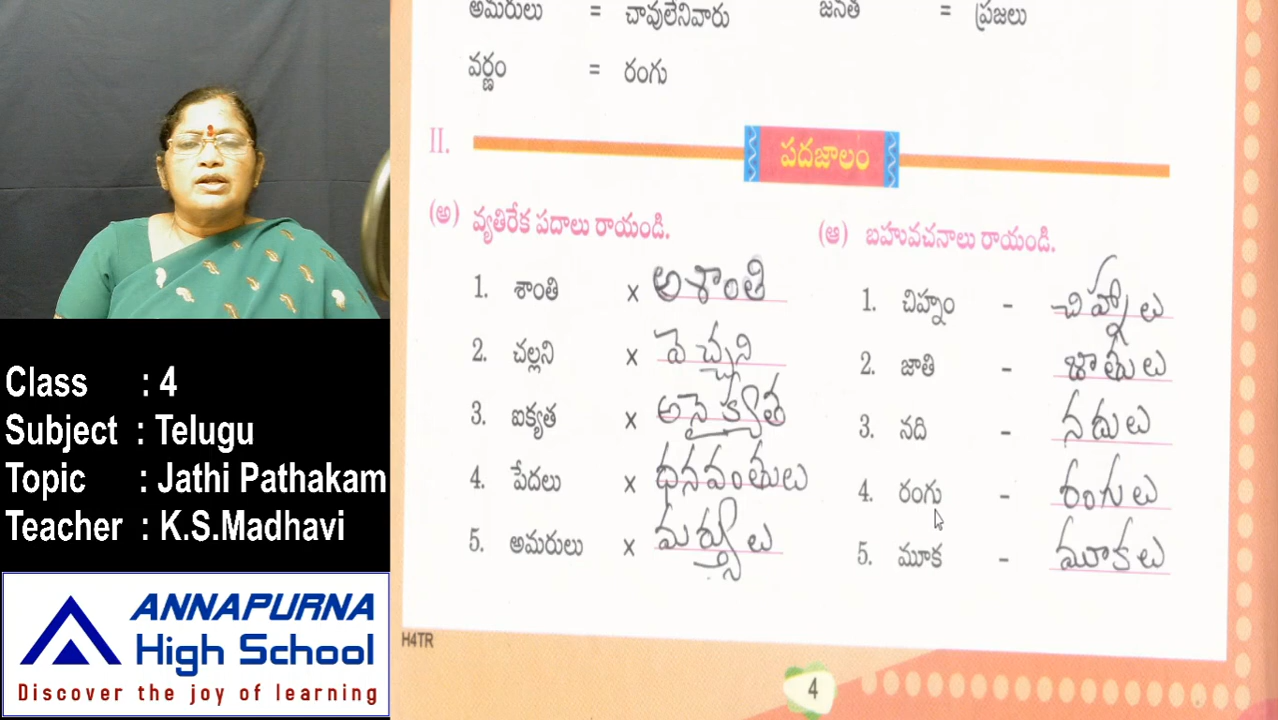 అమరులు = చావులేనివారు జనత = ప్రజలు
వర్ణం = రంగు
II. పదజాలం
(అ) వ్యతిరేక పదాలు రాయండి.
1. శాంతి x అశాంతి
2. చల్లని x వెచ్చని
3. ఐక్యత x అనైక్యత
4. పేదలు x ధనవంతులు
5. అమరులు x మర్త్యులు
(ఆ) బహువచనాలు రాయండి.
1. చిహ్నం - చిహ్నాలు
2. జాతి - జాతులు
3. నది - నదులు
4. రంగు - రంగులు
5. మూక - మూకలు
H4TR
4
Class : 4
Subject : Telugu
Topic : Jathi Pathakam
Teacher : K.S.Madhavi
ANNAPURNA
High School
Discover the joy of learning